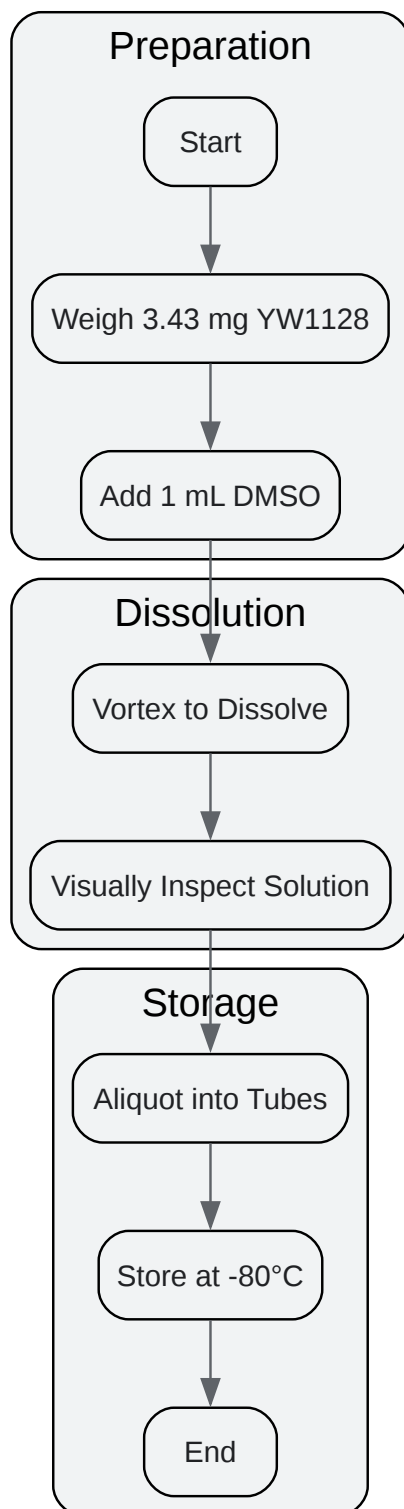 Preparation
Start
Weigh 3.43 mg YW1128
Add 1 mL DMSO
Dissolution
Vortex to Dissolve
Visually Inspect Solution
Storage
Aliquot into Tubes
Store at -80°C
End